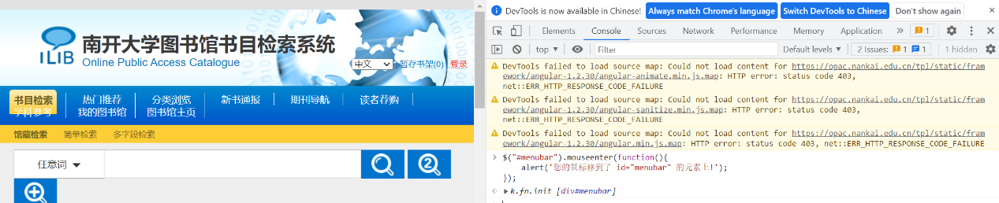 iLIB
南开大学图书馆书目检索系统
Online Public Access Catalogue
中文 暂存书架(0) 登录
书目检索 热门推荐 分类浏览 新书通报 期刊导航 读者荐购
学科参考 我的图书馆 图书馆主页
馆藏检索 简单检索 多字段检索
任意词
2
DevTools is now available in Chinese! Always match Chrome's language Switch DevTools to Chinese Don't show again
Elements Console Sources Network Performance Memory Application » 1
top Filter Default levels 2 Issues: 1 1 1 hidden
DevTools failed to load source map: Could not load content for https://opac.nankai.edu.cn/tpl/static/fram
ework/angular-1.2.30/angular-animate.min.js.map: HTTP error: status code 403,
net::ERR_HTTP_RESPONSE_CODE_FAILURE
DevTools failed to load source map: Could not load content for https://opac.nankai.edu.cn/tpl/static/fram
ework/angular-1.2.30/angular-sanitize.min.js.map: HTTP error: status code 403,
net::ERR_HTTP_RESPONSE_CODE_FAILURE
DevTools failed to load source map: Could not load content for https://opac.nankai.edu.cn/tpl/static/fram
ework/angular-1.2.30/angular.min.js.map: HTTP error: status code 403, net::ERR_HTTP_RESPONSE_CODE_FAILURE
> $("#menubar").mouseenter(function(){
alert('您的鼠标移到了 id="menubar" 的元素上!');
});
k.fn.init [div#menubar]